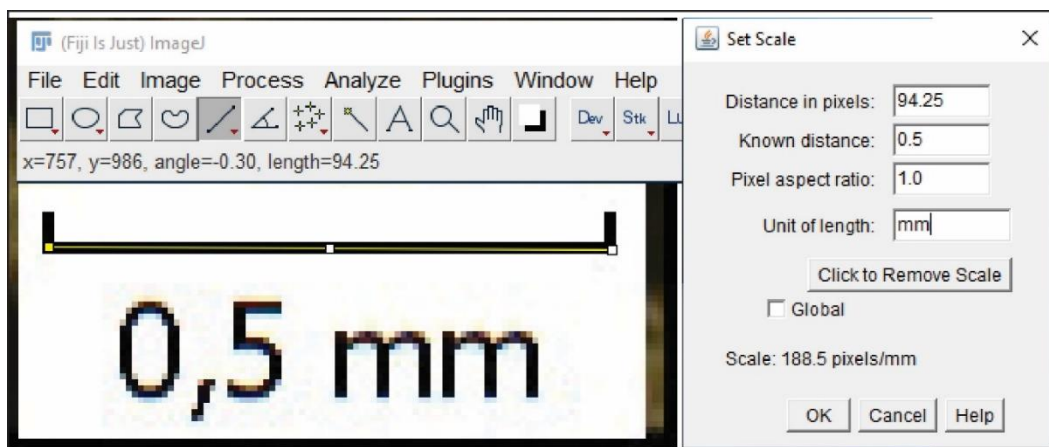 (Fiji Is Just) ImageJ
File Edit Image Process Analyze Plugins Window Help
Dev Stk
x=757, y=986, angle=-0.30, length=94.25
0,5 mm
Set Scale
Distance in pixels: 94.25
Known distance: 0.5
Pixel aspect ratio: 1.0
Unit of length: mm
Click to Remove Scale
Global
Scale: 188.5 pixels/mm
OK Cancel Help